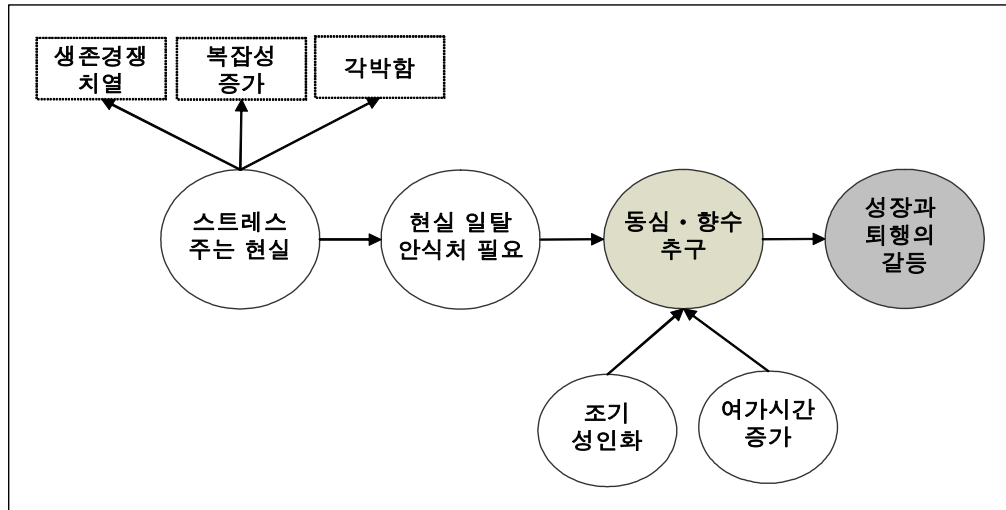 생존경쟁
치열
복잡성
증가
각박함
스트레스
주는 현실
현실 일탈
안식처 필요
동심・향수
추구
성장과
퇴행의
갈등
조기
성인화
여가시간
증가